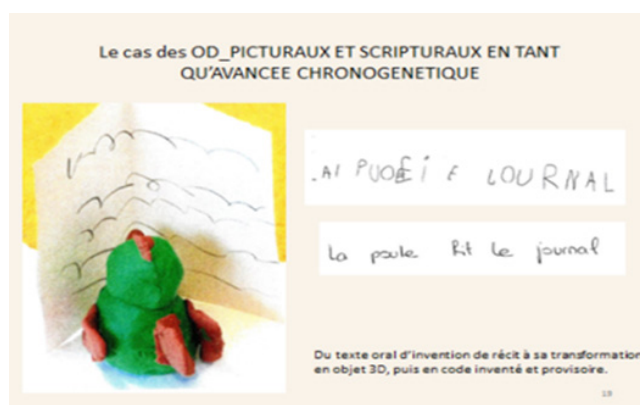 Le cas des OD_PICTURAUX ET SCRIPTURAUX EN TANT
QU'AVANCEE CHRONOGENETIQUE
.AI PUOEI E LOURNAL
La poule lit le journal
Du texte oral d'invention de récit à sa transformation
en objet 3D, puis en code inventé et provisoire.
19